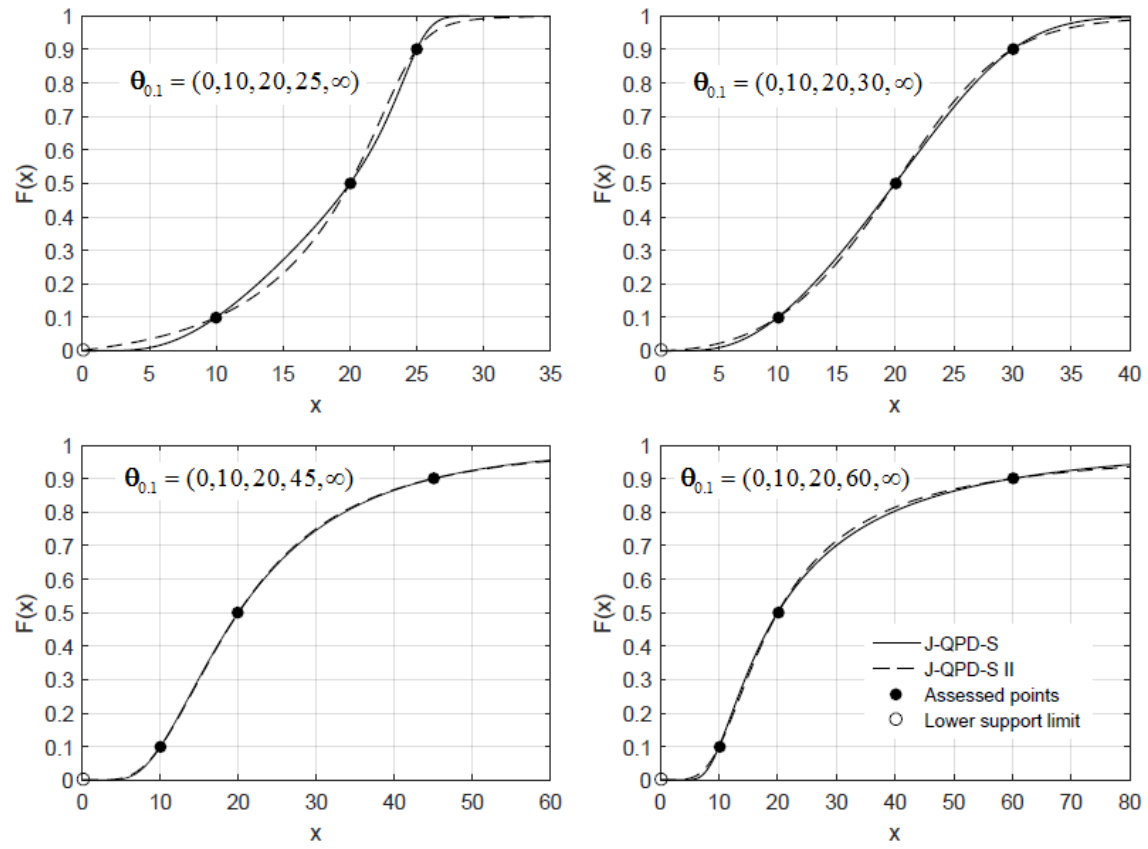 1
0.9
0.8
0.7
0.6
0.5
0.4
0.3
0.2
0.1
0
F(x)
θ0.1 = (0,10,20,25,∞)
0 5 10 15 20 25 30 35
x
1
0.9
0.8
0.7
0.6
0.5
0.4
0.3
0.2
0.1
0
F(x)
θ0.1 = (0,10,20,30,∞)
0 5 10 15 20 25 30 35 40
x
1
0.9
0.8
0.7
0.6
0.5
0.4
0.3
0.2
0.1
0
F(x)
θ0.1 = (0,10,20,45,∞)
0 10 20 30 40 50 60
x
1
0.9
0.8
0.7
0.6
0.5
0.4
0.3
0.2
0.1
0
F(x)
θ0.1 = (0,10,20,60,∞)
J-QPD-S
J-QPD-S II
Assessed points
Lower support limit
0 10 20 30 40 50 60 70 80
x